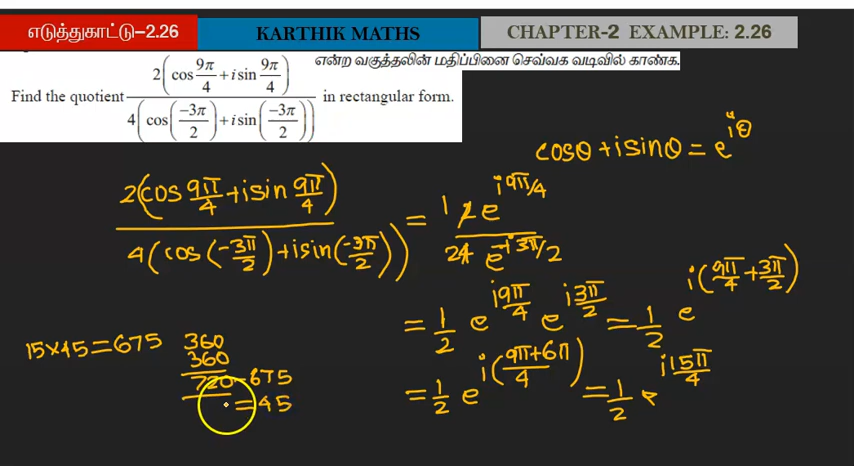 எடுத்துகாட்டு-2.26 KARTHIK MATHS CHAPTER-2 EXAMPLE: 2.26
என்ற வகுத்தலின் மதிப்பினை செவ்வக வடிவில் காண்க.
Find the quotient 2(cos 9π/4 + i sin 9π/4) / 4(cos(−3π/2) + i sin(−3π/2)) in rectangular form.
cosθ + i sinθ = e^{iθ}
2(cos 9π/4 + i sin 9π/4) / 4(cos(−3π/2) + i sin(−3π/2)) = 1 2 e^{i9π/4} / 2 4 e^{−i3π/2}
= 1/2 e^{i9π/4} e^{i3π/2} = 1/2 e^{i(9π/4 + 3π/2)}
= 1/2 e^{i(9π+6π/4)} = 1/2 e^{i15π/4}
15×45=675
360
360
720−675
=45